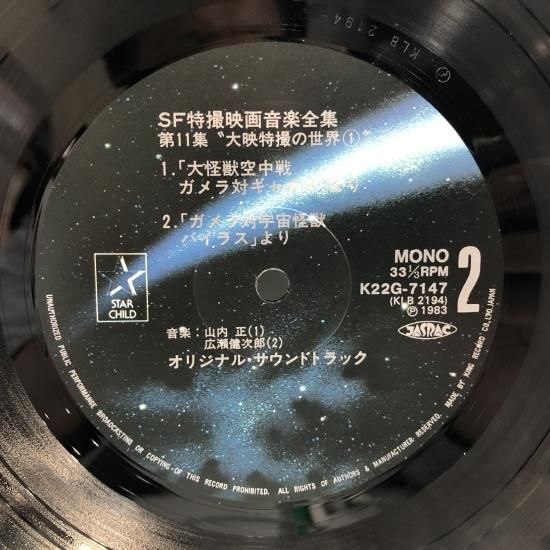 SF特撮映画音楽全集
第11集 〝大映特撮の世界①〟
1.「大怪獣空中戦
ガメラ対ギャオス」より
2.「ガメラ対宇宙怪獣
バイラス」より
STAR
CHILD
MONO
33 1/3 RPM
K22G-7147
(KLB 2194)
Ⓟ1983
2
JASRAC
音楽：山内 正(1)
広瀬健次郎(2)
オリジナル・サウンドトラック
UNAUTHORIZED PUBLIC PERFORMANCE BROADCASTING OR COPYING OF THIS RECORD PROHIBITED. ALL RIGHTS OF AUTHORS & MANUFACTURER RESERVED. MADE BY KING RECORD CO.,LTD. JAPAN
Ⓟ KLB 2194